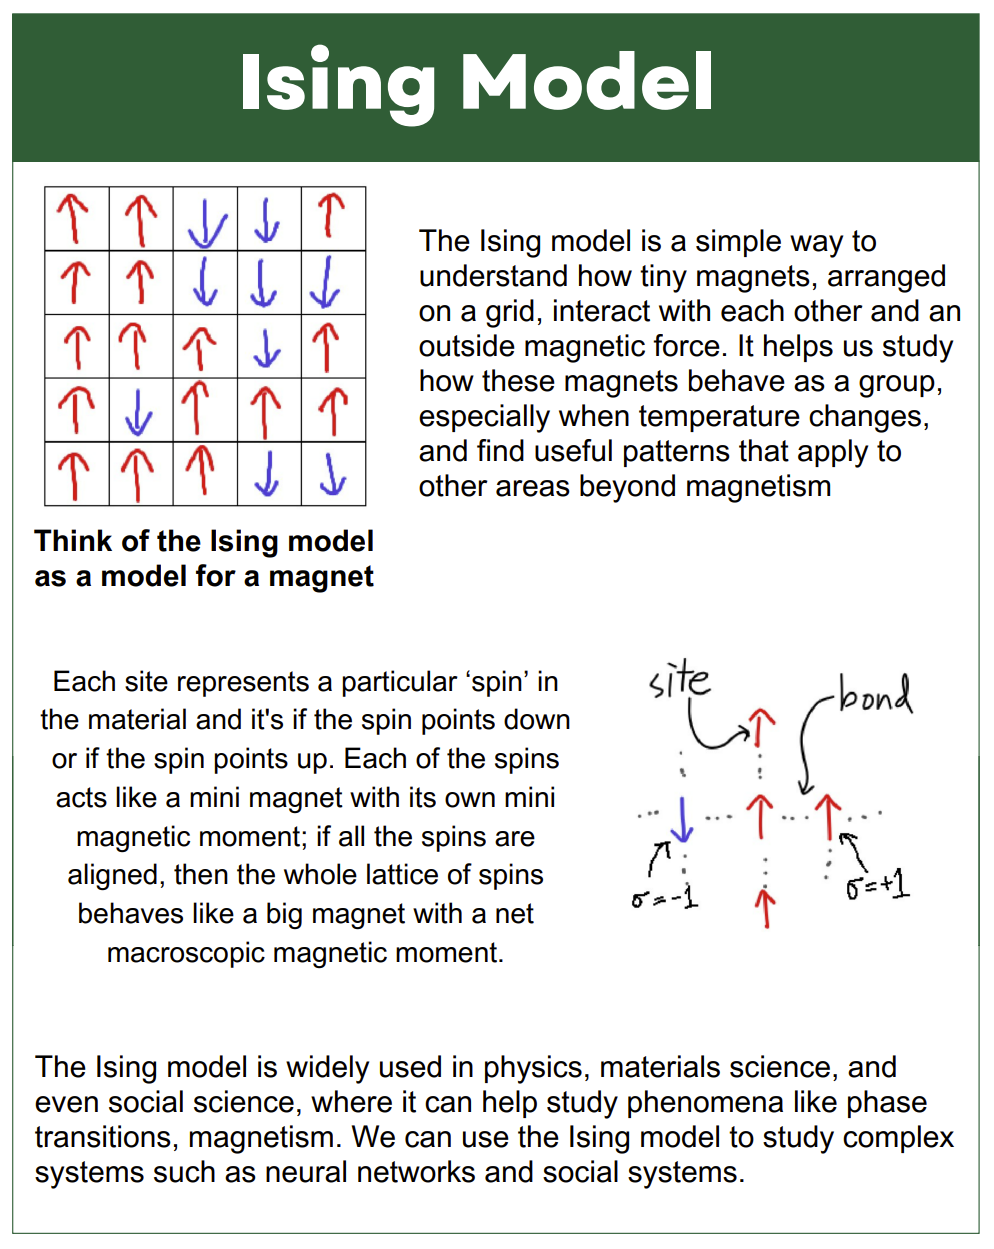 Ising Model
The Ising model is a simple way to
understand how tiny magnets, arranged
on a grid, interact with each other and an
outside magnetic force. It helps us study
how these magnets behave as a group,
especially when temperature changes,
and find useful patterns that apply to
other areas beyond magnetism
Think of the Ising model
as a model for a magnet
Each site represents a particular ‘spin’ in
the material and it's if the spin points down
or if the spin points up. Each of the spins
acts like a mini magnet with its own mini
magnetic moment; if all the spins are
aligned, then the whole lattice of spins
behaves like a big magnet with a net
macroscopic magnetic moment.
site
bond
σ=-1
σ=+1
The Ising model is widely used in physics, materials science, and
even social science, where it can help study phenomena like phase
transitions, magnetism. We can use the Ising model to study complex
systems such as neural networks and social systems.